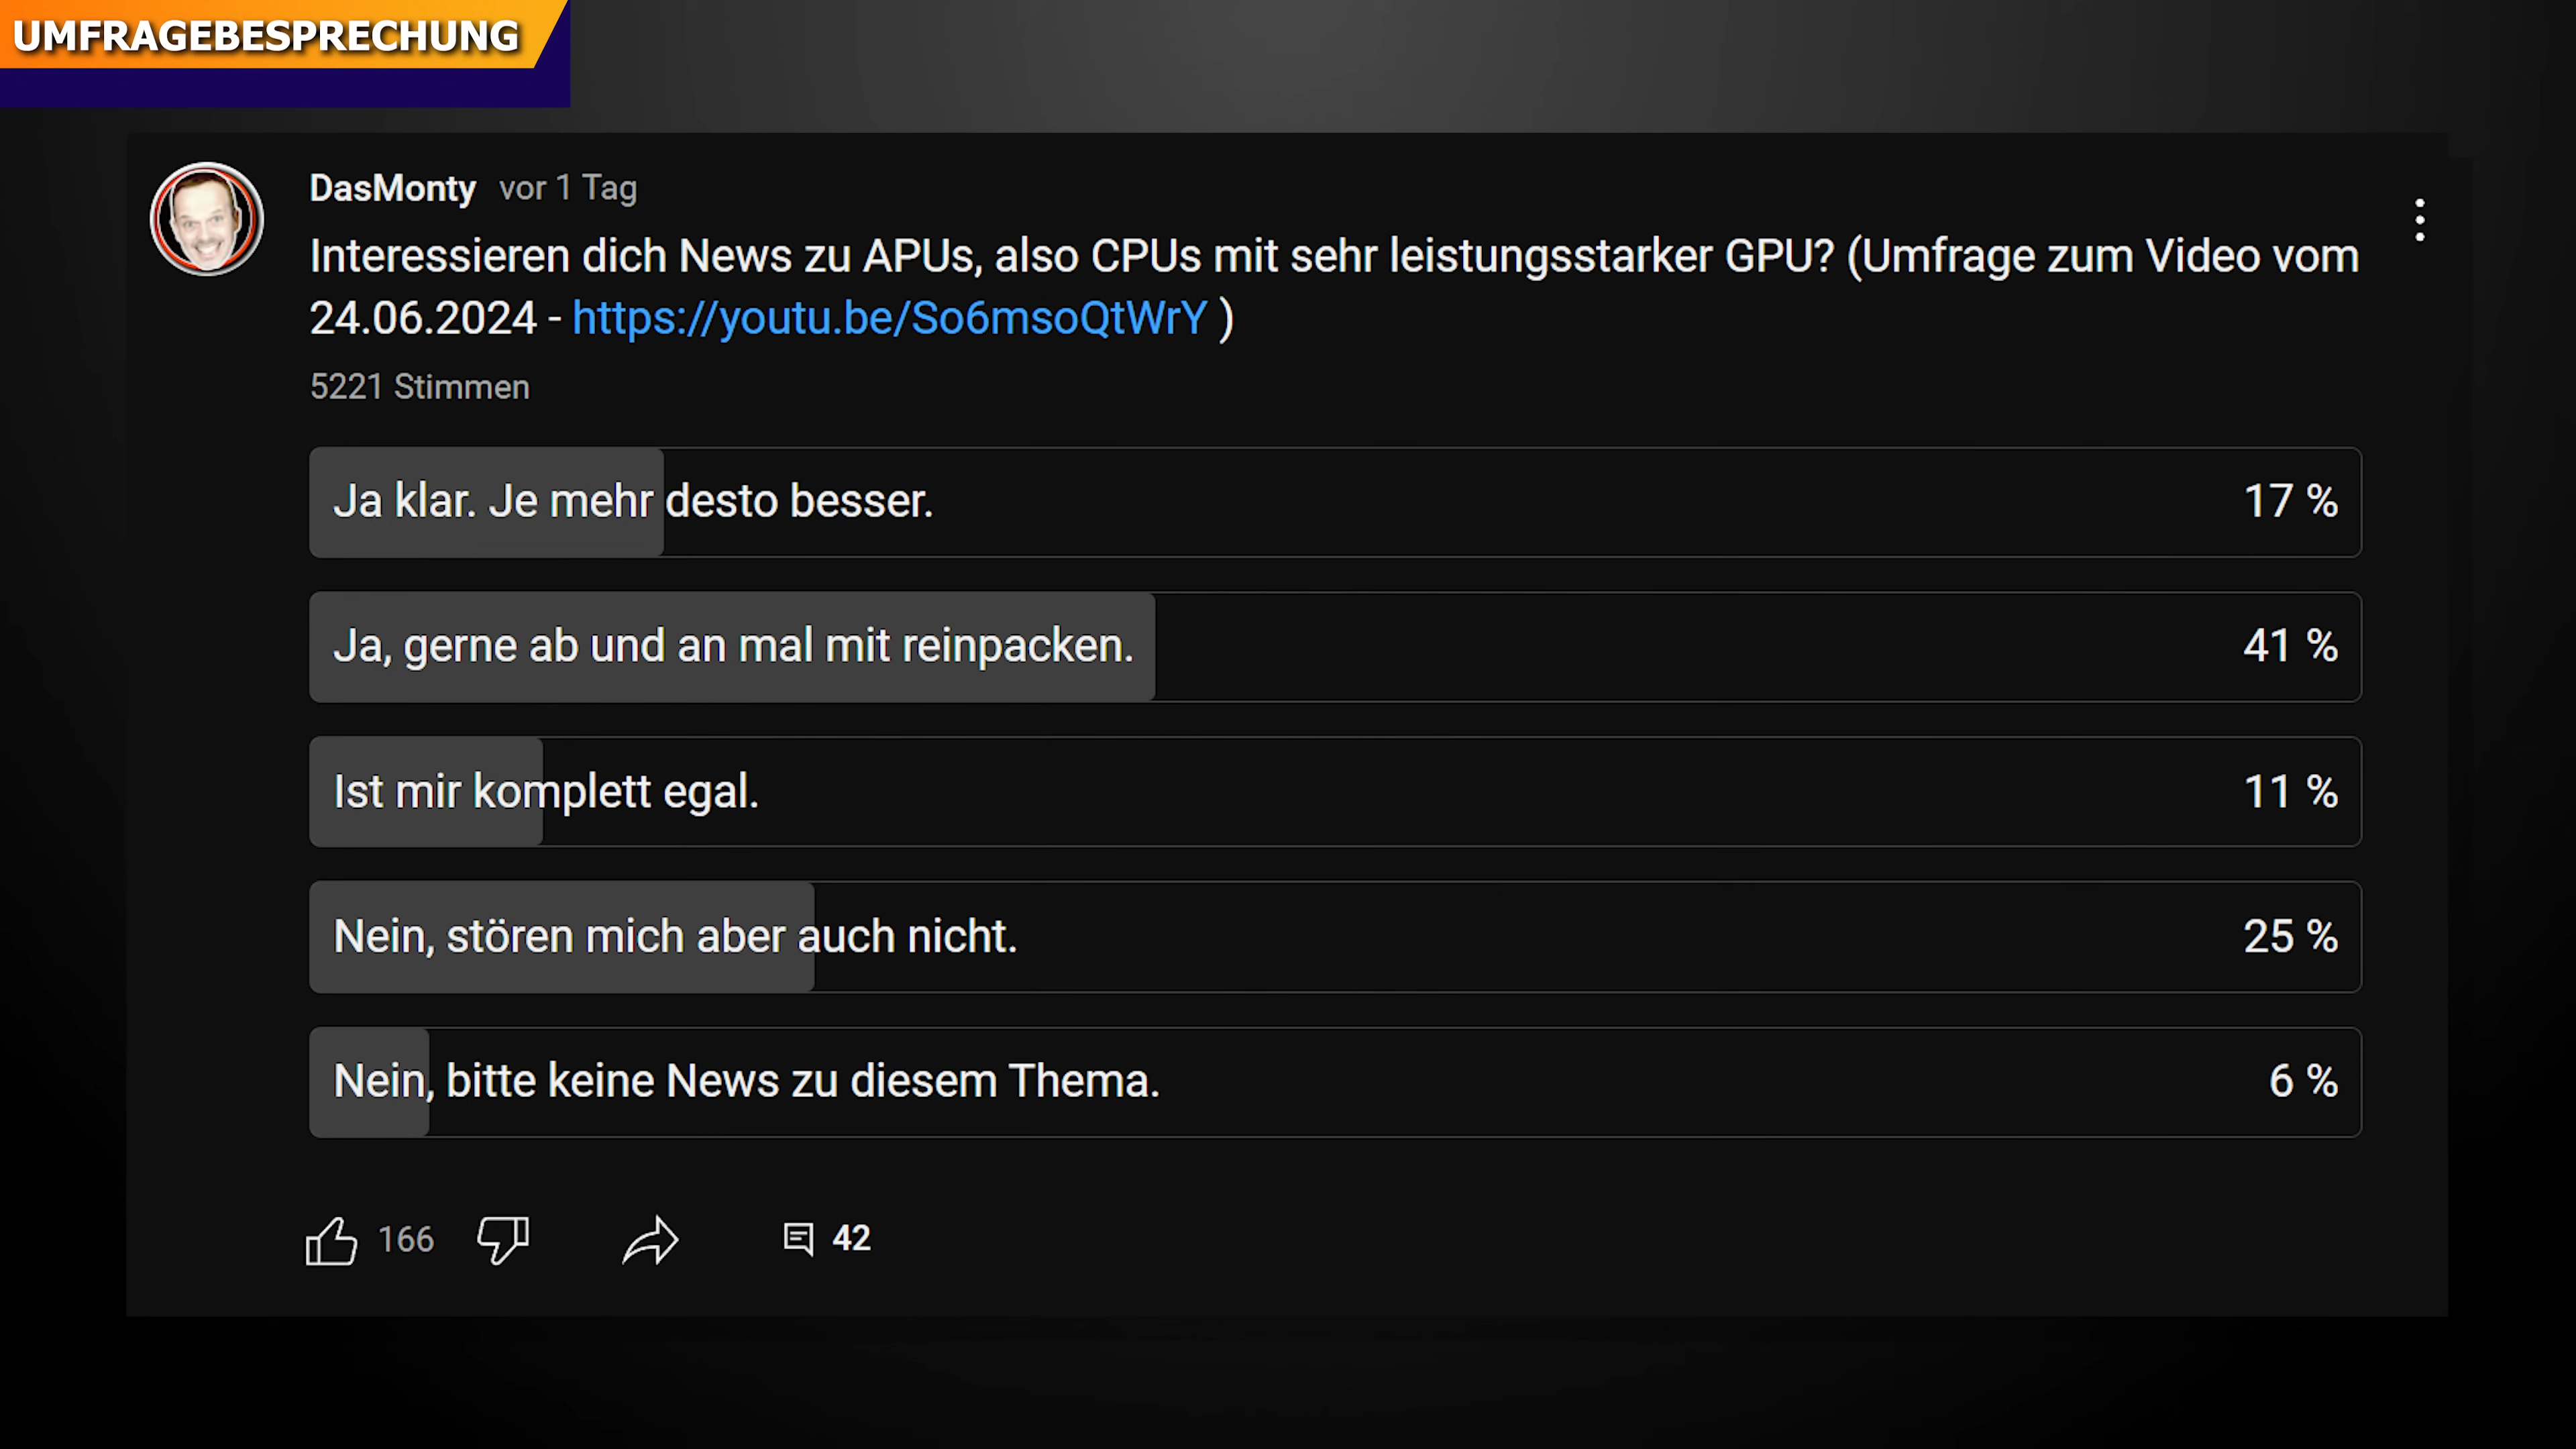 UMFRAGEBESPRECHUNG
DasMonty vor 1 Tag
Interessieren dich News zu APUs, also CPUs mit sehr leistungsstarker GPU? (Umfrage zum Video vom
24.06.2024 - https://youtu.be/So6msoQtWrY )
5221 Stimmen
Ja klar. Je mehr desto besser. 17 %
Ja, gerne ab und an mal mit reinpacken. 41 %
Ist mir komplett egal. 11 %
Nein, stören mich aber auch nicht. 25 %
Nein, bitte keine News zu diesem Thema. 6 %
166 42